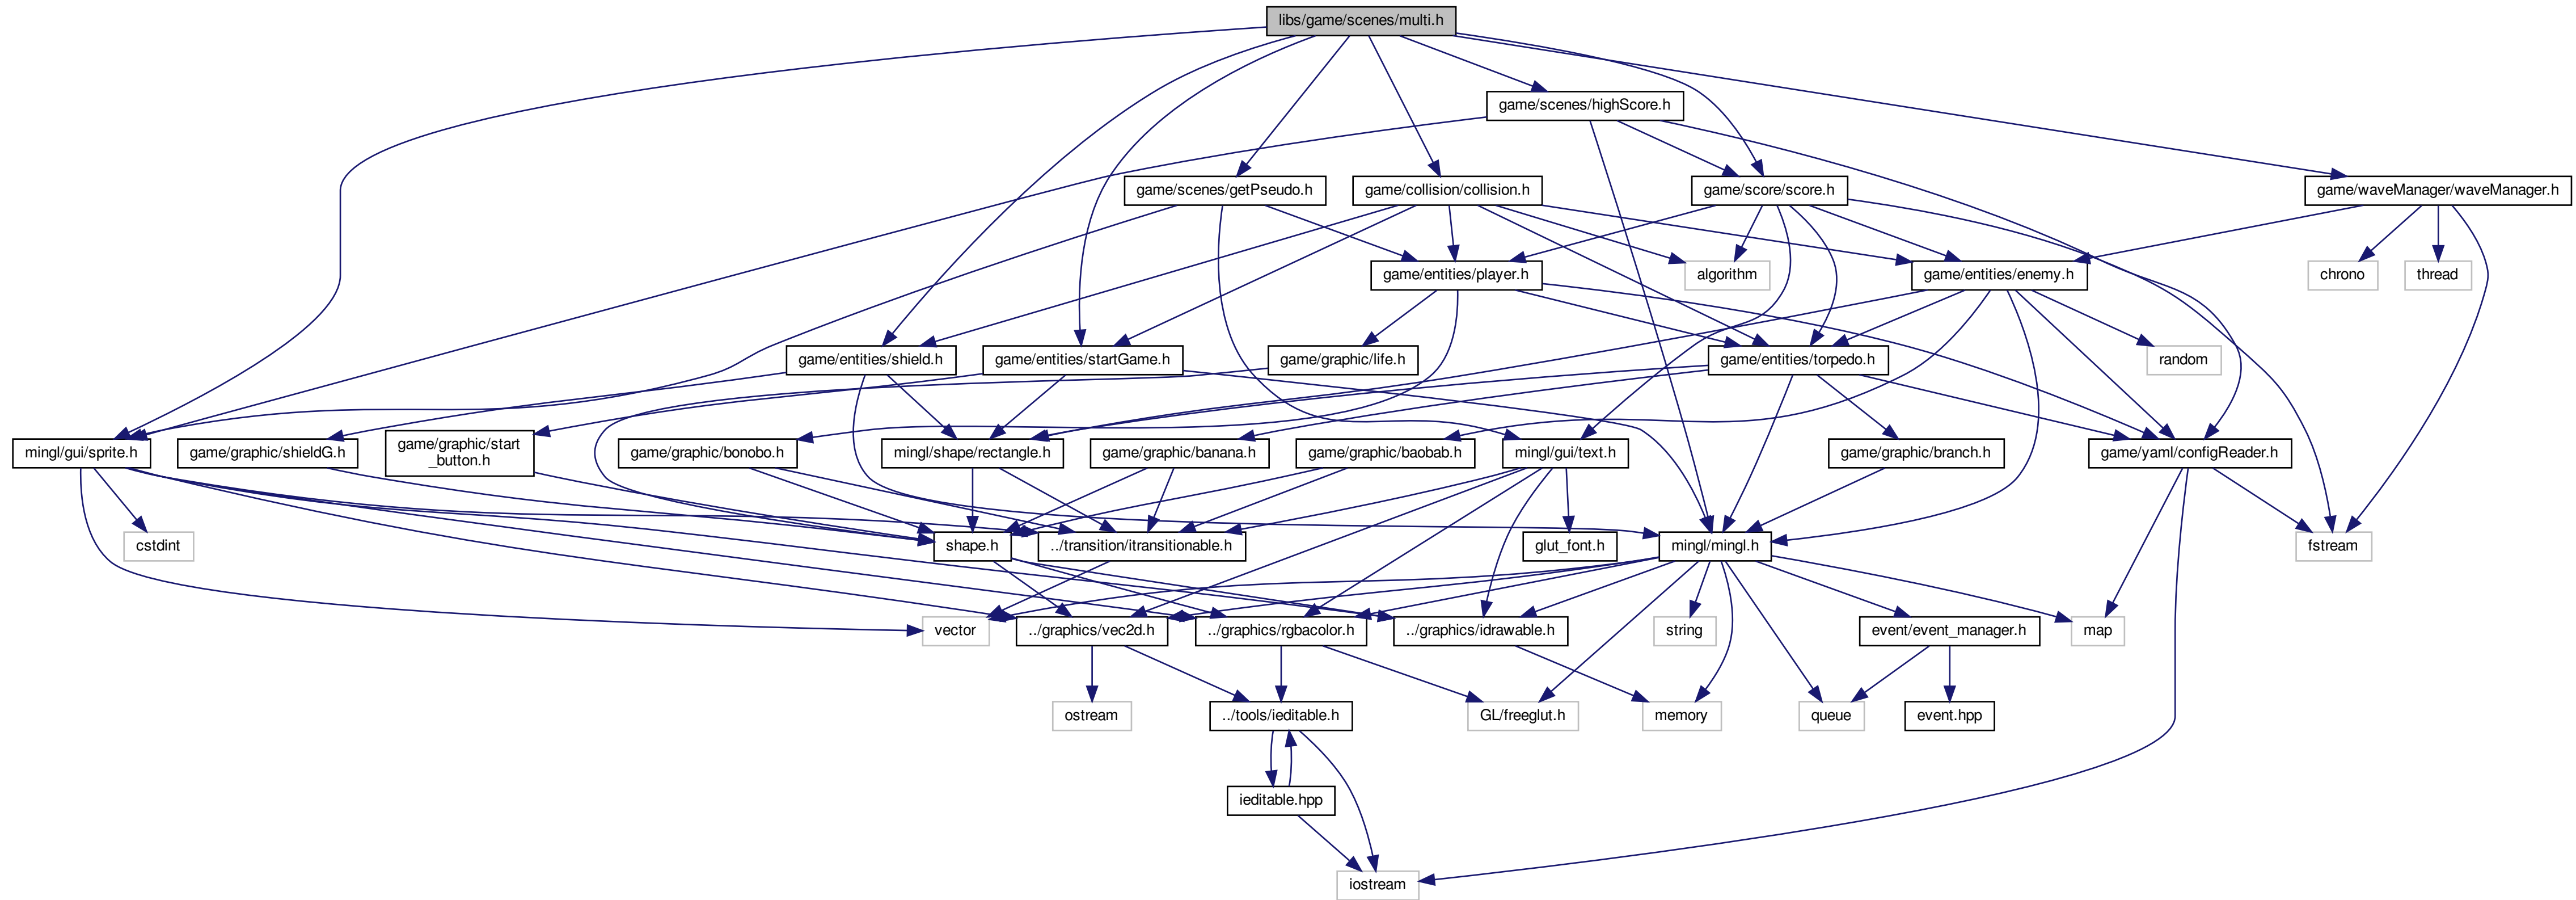 libs/game/scenes/multi.h
game/scenes/highScore.h
game/scenes/getPseudo.h
game/collision/collision.h
game/score/score.h
game/waveManager/waveManager.h
game/entities/player.h
algorithm
game/entities/enemy.h
chrono
thread
game/entities/shield.h
game/entities/startGame.h
game/graphic/life.h
game/entities/torpedo.h
random
mingl/gui/sprite.h
game/graphic/shieldG.h
game/graphic/start
_button.h
game/graphic/bonobo.h
mingl/shape/rectangle.h
game/graphic/banana.h
game/graphic/baobab.h
mingl/gui/text.h
game/graphic/branch.h
game/yaml/configReader.h
cstdint
shape.h
../transition/itransitionable.h
glut_font.h
mingl/mingl.h
fstream
vector
../graphics/vec2d.h
../graphics/rgbacolor.h
../graphics/idrawable.h
string
event/event_manager.h
map
ostream
../tools/ieditable.h
GL/freeglut.h
memory
queue
event.hpp
ieditable.hpp
iostream